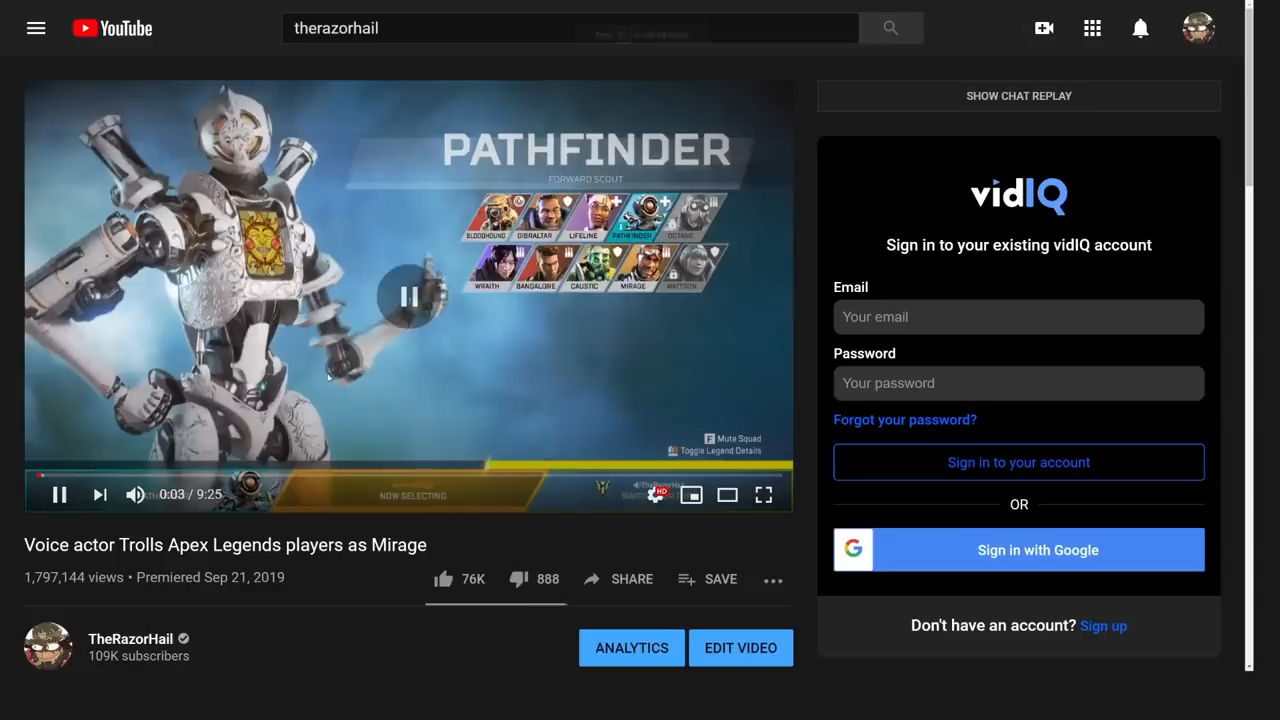 YouTube
therazorhail
SHOW CHAT REPLAY
PATHFINDER
FORWARD SCOUT
BLOODHOUND GIBRALTAR LIFELINE PATHFINDER OCTANE
WRAITH BANGALORE CAUSTIC MIRAGE WATTSON
F Mute Squad
Toggle Legend Details
NOW SELECTING
0:03 / 9:25
HD
Voice actor Trolls Apex Legends players as Mirage
1,797,144 views • Premiered Sep 21, 2019
76K 888 SHARE SAVE
TheRazorHail
109K subscribers
ANALYTICS EDIT VIDEO
vidIQ
Sign in to your existing vidIQ account
Email
Your email
Password
Your password
Forgot your password?
Sign in to your account
OR
Sign in with Google
Don't have an account? Sign up